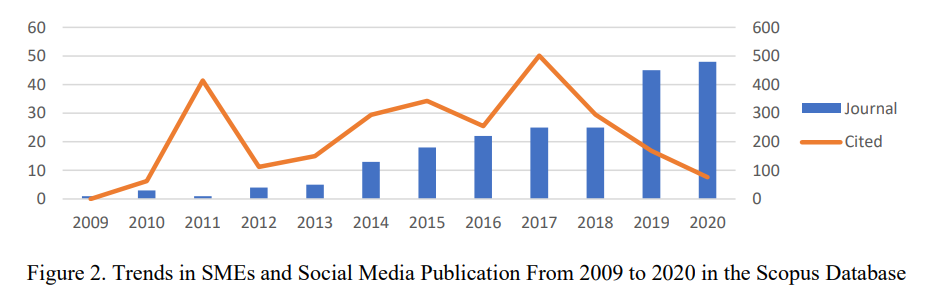 60 600
50 500
40 400
30 300
20 200
10 100
0 0
Journal
Cited
2009 2010 2011 2012 2013 2014 2015 2016 2017 2018 2019 2020
Figure 2. Trends in SMEs and Social Media Publication From 2009 to 2020 in the Scopus Database